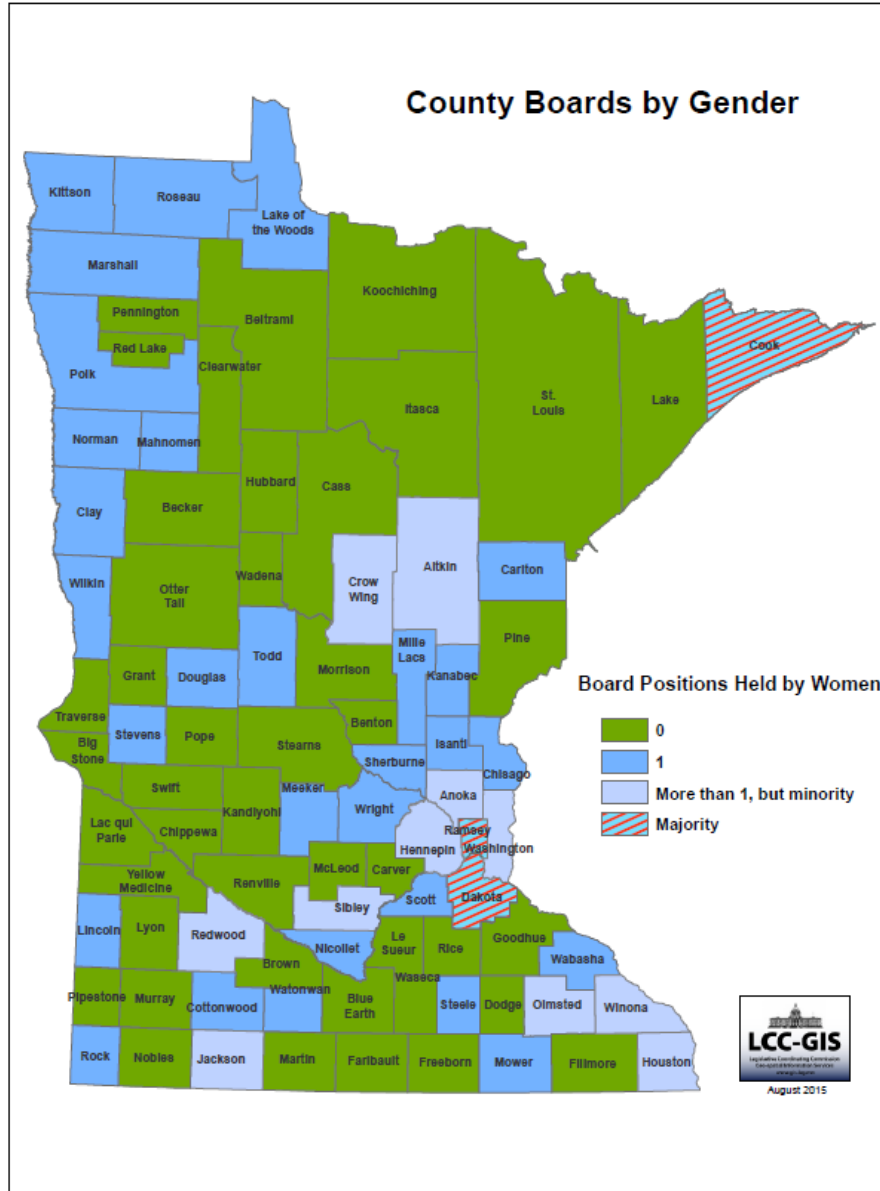 County Boards by Gender
Kittson
Roseau
Lake of
the Woods
Marshall
Koochiching
Pennington
Beltrami
Red Lake
Clearwater
Polk
Cook
Itasca
St.
Louis
Lake
Norman
Mahnomen
Hubbard
Cass
Clay
Becker
Wilkin
Otter
Tail
Wadena
Crow
Wing
Aitkin
Carlton
Todd
Mille
Lacs
Pine
Grant
Douglas
Morrison
Kanabec
Traverse
Big
Stone
Stevens
Pope
Stearns
Benton
Isanti
Sherburne
Chisago
Swift
Kandiyohi
Meeker
Wright
Anoka
Lac qui
Parle
Chippewa
Hennepin
Ramsey
Washington
Yellow
Medicine
Renville
McLeod
Carver
Scott
Dakota
Sibley
Lincoln
Lyon
Redwood
Nicollet
Le
Sueur
Rice
Goodhue
Wabasha
Brown
Waseca
Pipestone
Murray
Cottonwood
Watonwan
Blue
Earth
Steele
Dodge
Olmsted
Winona
Rock
Nobles
Jackson
Martin
Faribault
Freeborn
Mower
Fillmore
Houston
Board Positions Held by Women
0
1
More than 1, but minority
Majority
LCC-GIS
Legislative Coordinating Commission
August 2015